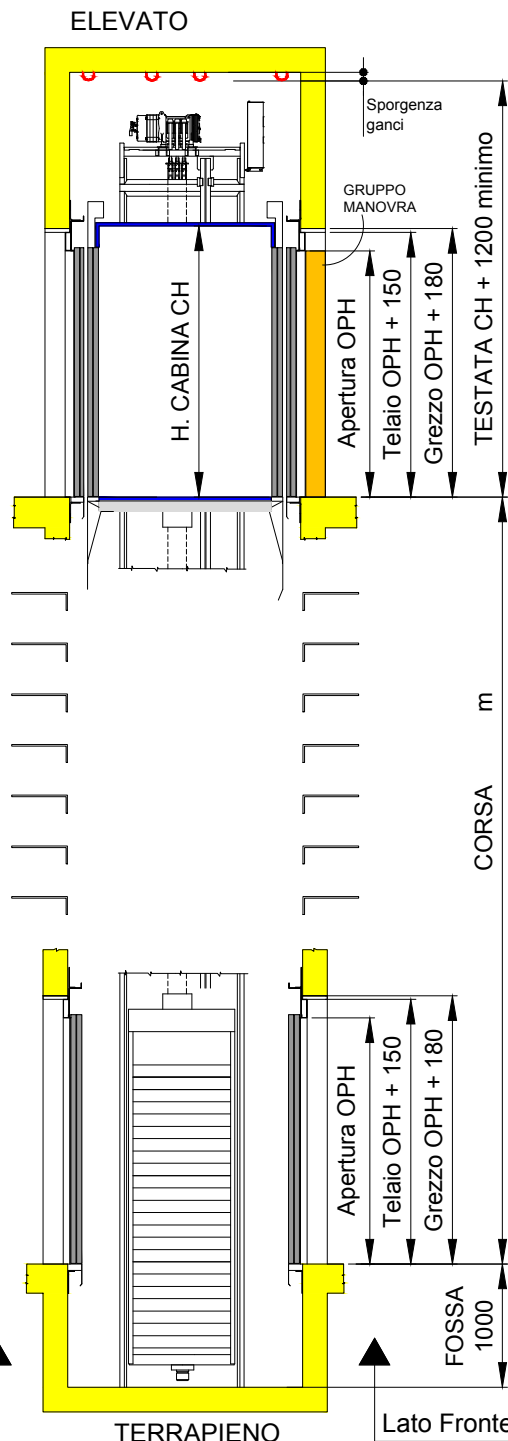 ELEVATO
Sporgenza
ganci
GRUPPO
MANOVRA
H. CABINA CH
Apertura OPH
Telaio OPH + 150
Grezzo OPH + 180
TESTATA CH + 1200 minimo
m
CORSA
Apertura OPH
Telaio OPH + 150
Grezzo OPH + 180
FOSSA
1000
TERRAPIENO
Lato Fronte